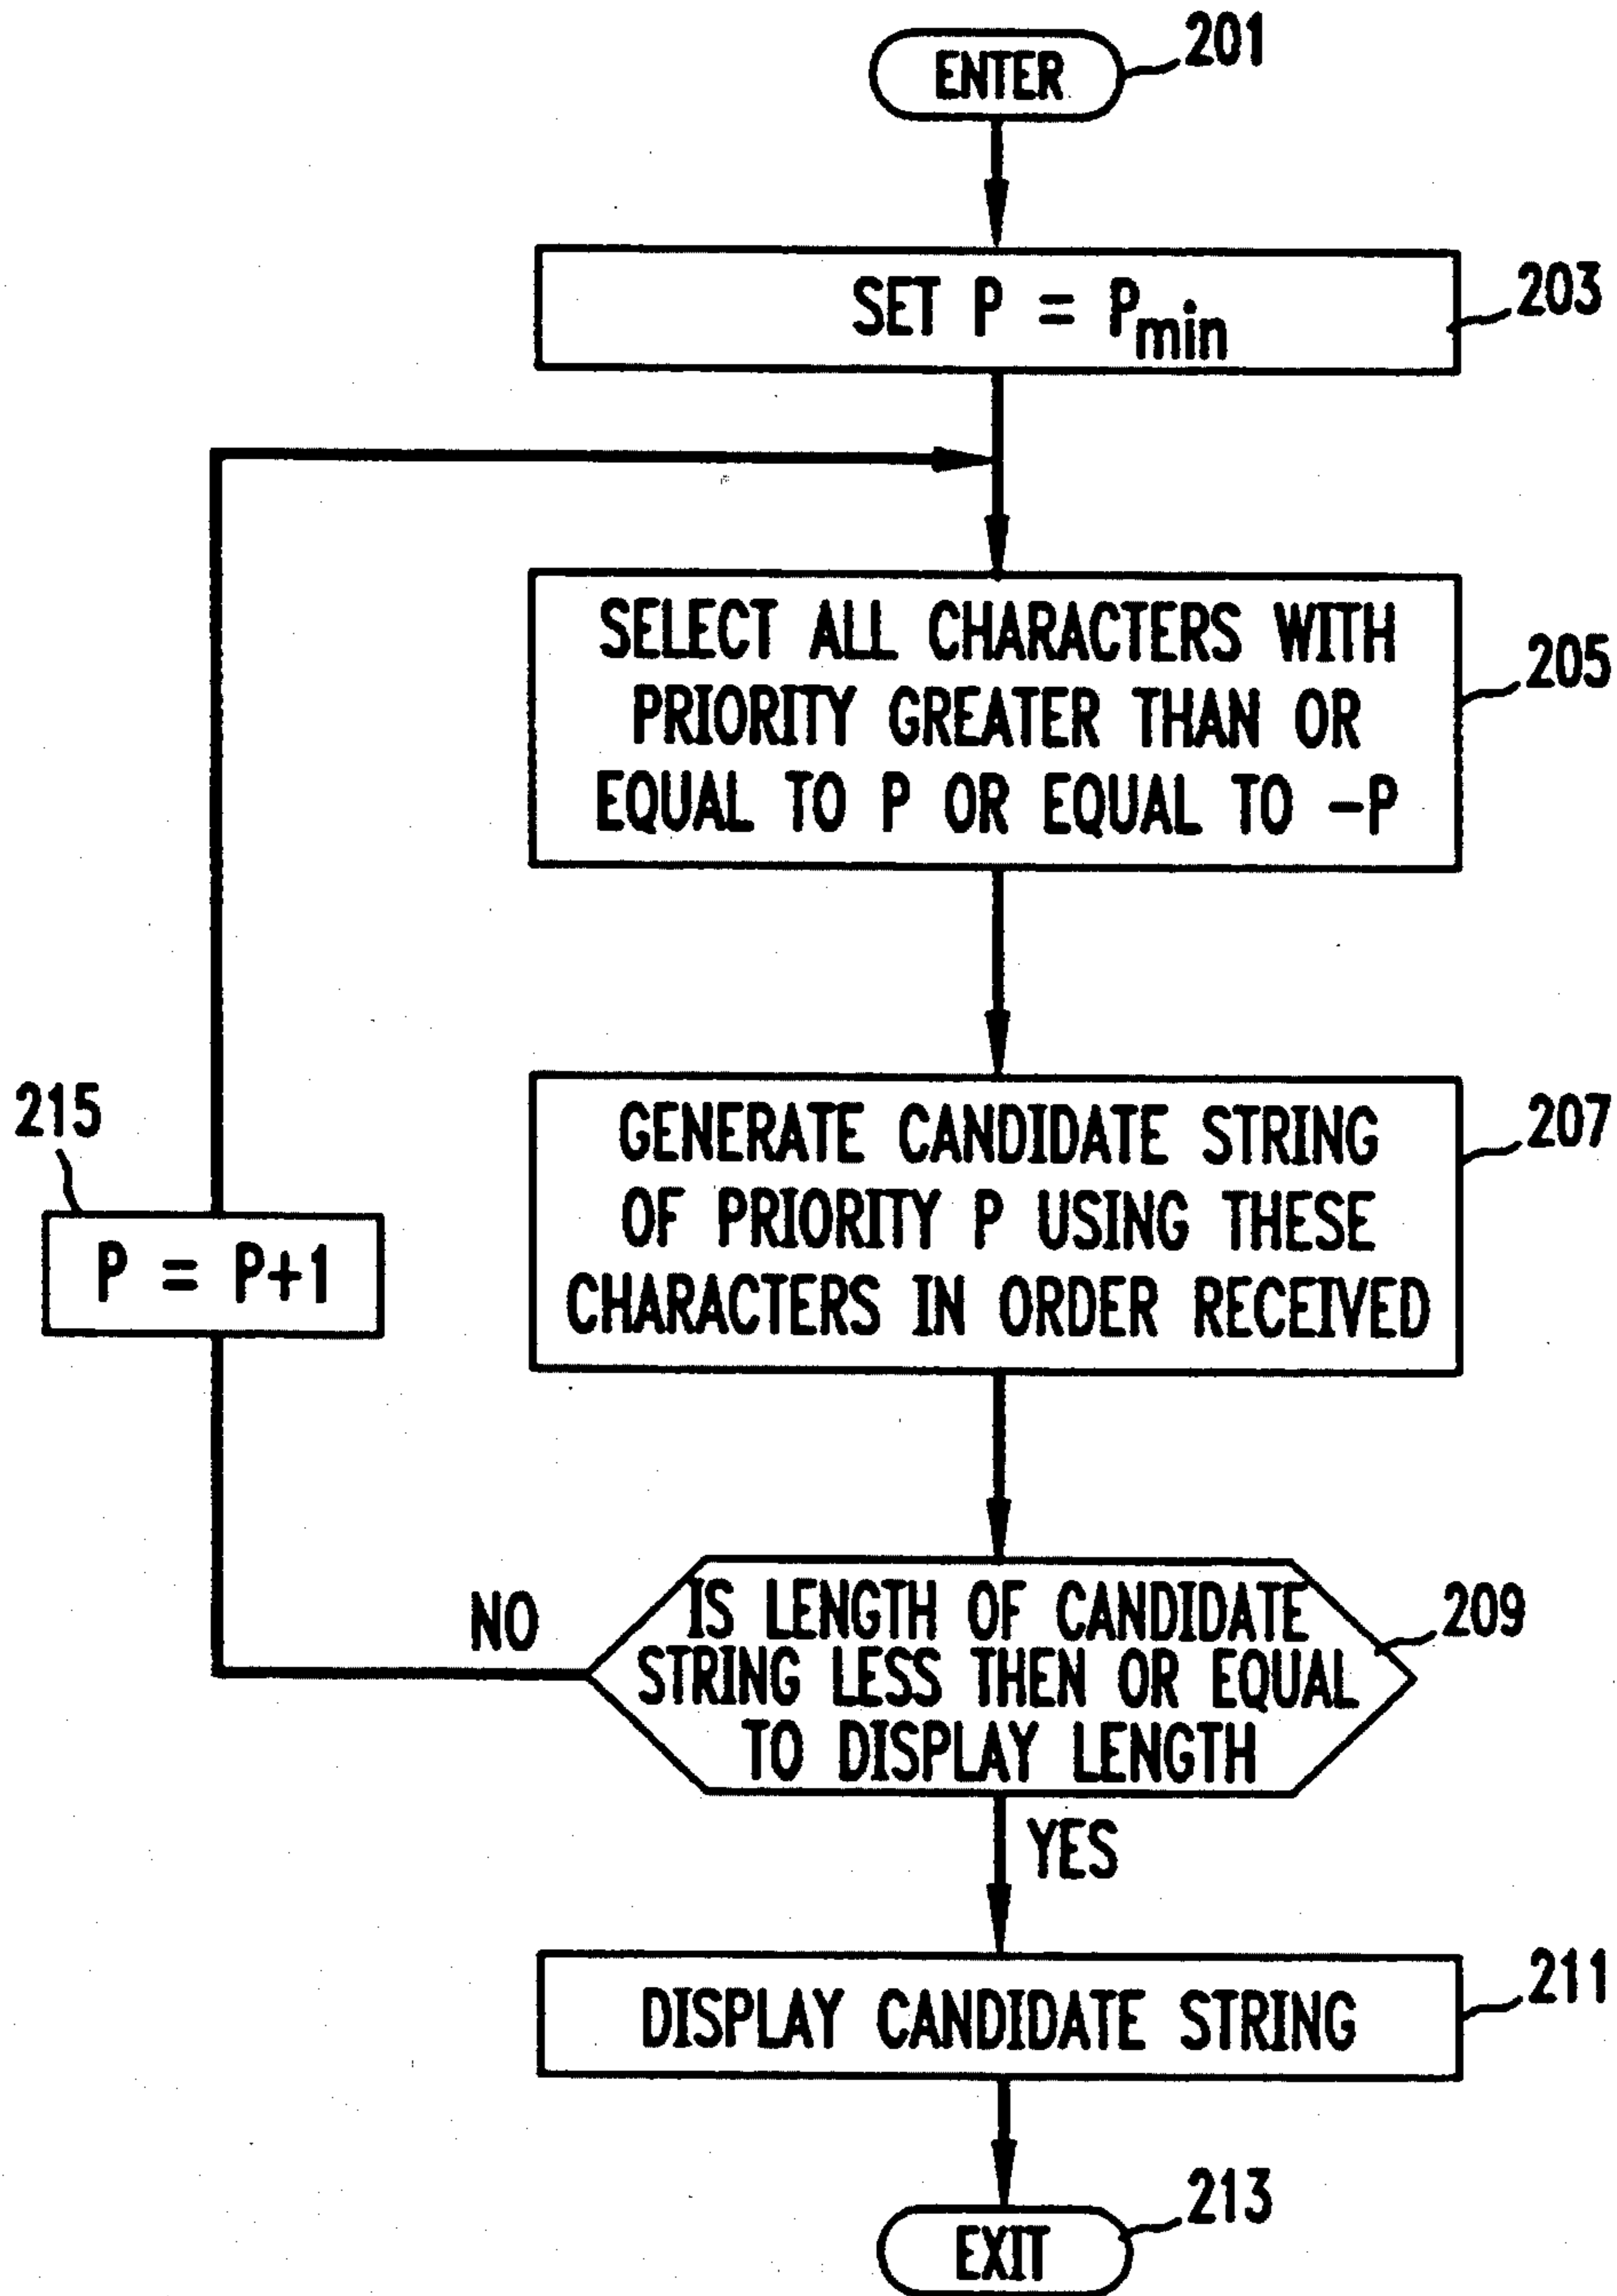 ENTER
201
SET P = Pmin
203
SELECT ALL CHARACTERS WITH
PRIORITY GREATER THAN OR
EQUAL TO P OR EQUAL TO -P
205
GENERATE CANDIDATE STRING
OF PRIORITY P USING THESE
CHARACTERS IN ORDER RECEIVED
207
215
P = P+1
NO
IS LENGTH OF CANDIDATE
STRING LESS THEN OR EQUAL
TO DISPLAY LENGTH
209
YES
DISPLAY CANDIDATE STRING
211
EXIT
213